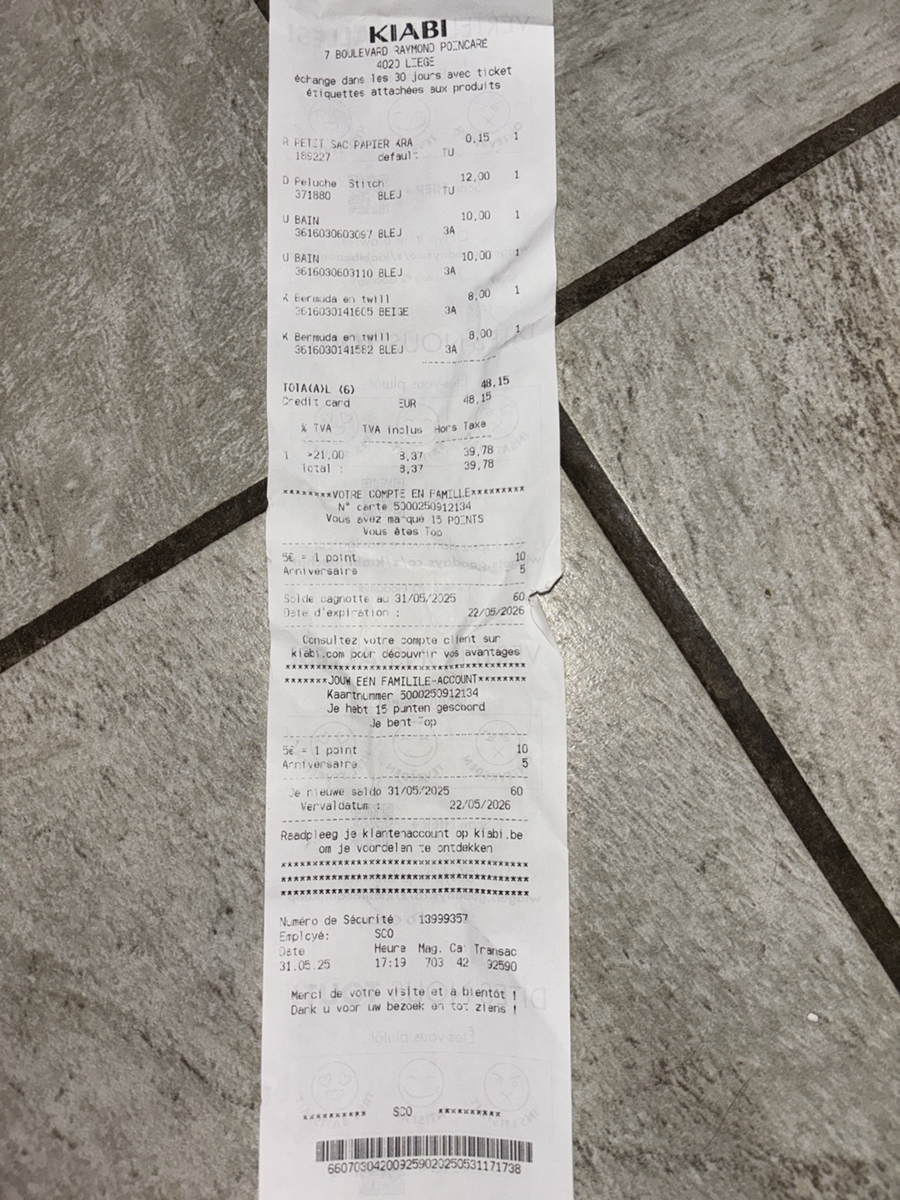 KIABI
7 BOULEVARD RAYMOND POINCARÉ
4020 LIEGE
échange dans les 30 jours avec ticket
étiquettes attachées aux produits
R PETIT SAC PAPIER KRA 0,15 1
189227 default TU
D Peluche Stitch 12,00 1
371880 BLEU TU
U BAIN 10,00 1
3616030603097 BLEU 3A
U BAIN 10,00 1
3616030603110 BLEU 3A
K Bermuda en twill 8,00 1
3616030141605 BEIGE 3A
K Bermuda en twill 8,00 1
3616030141582 BLEU 3A
TOTA(A)L (6) 48,15
Credit card EUR 48,15
% TVA TVA inclus Hors Taxe
1 >21,00 8,37 39,78
Total : 8,37 39,78
********VOTRE COMPTE EN FAMILLE********
N° carte 5000250912134
Vous avez marqué 15 POINTS
Vous êtes Top
5€ = 1 point 10
Anniversaire 5
Solde cagnotte au 31/05/2025 60
Date d'expiration : 22/05/2026
Consultez votre compte client sur
kiabi.com pour découvrir vos avantages
****************************************
*******JOUW EEN FAMILILE-ACCOUNT********
Kaartnummer 5000250912134
Je hebt 15 punten gescoord
Je bent Top
5€ = 1 point 10
Anniversaire 5
Je nieuwe saldo 31/05/2025 60
Vervaldatum : 22/05/2026
Raadpleeg je klantenaccount op kiabi.be
om je voordelen te ontdekken
****************************************
****************************************
****************************************
Numéro de Sécurité 13999357
Employé: SCO
Date Heure Mag. Ca Transac
31.05.25 17:19 703 42 92590
Merci de votre visite et à bientôt !
Dank u voor uw bezoek en tot ziens !
********** SCO **********
660703042009259020250531171738